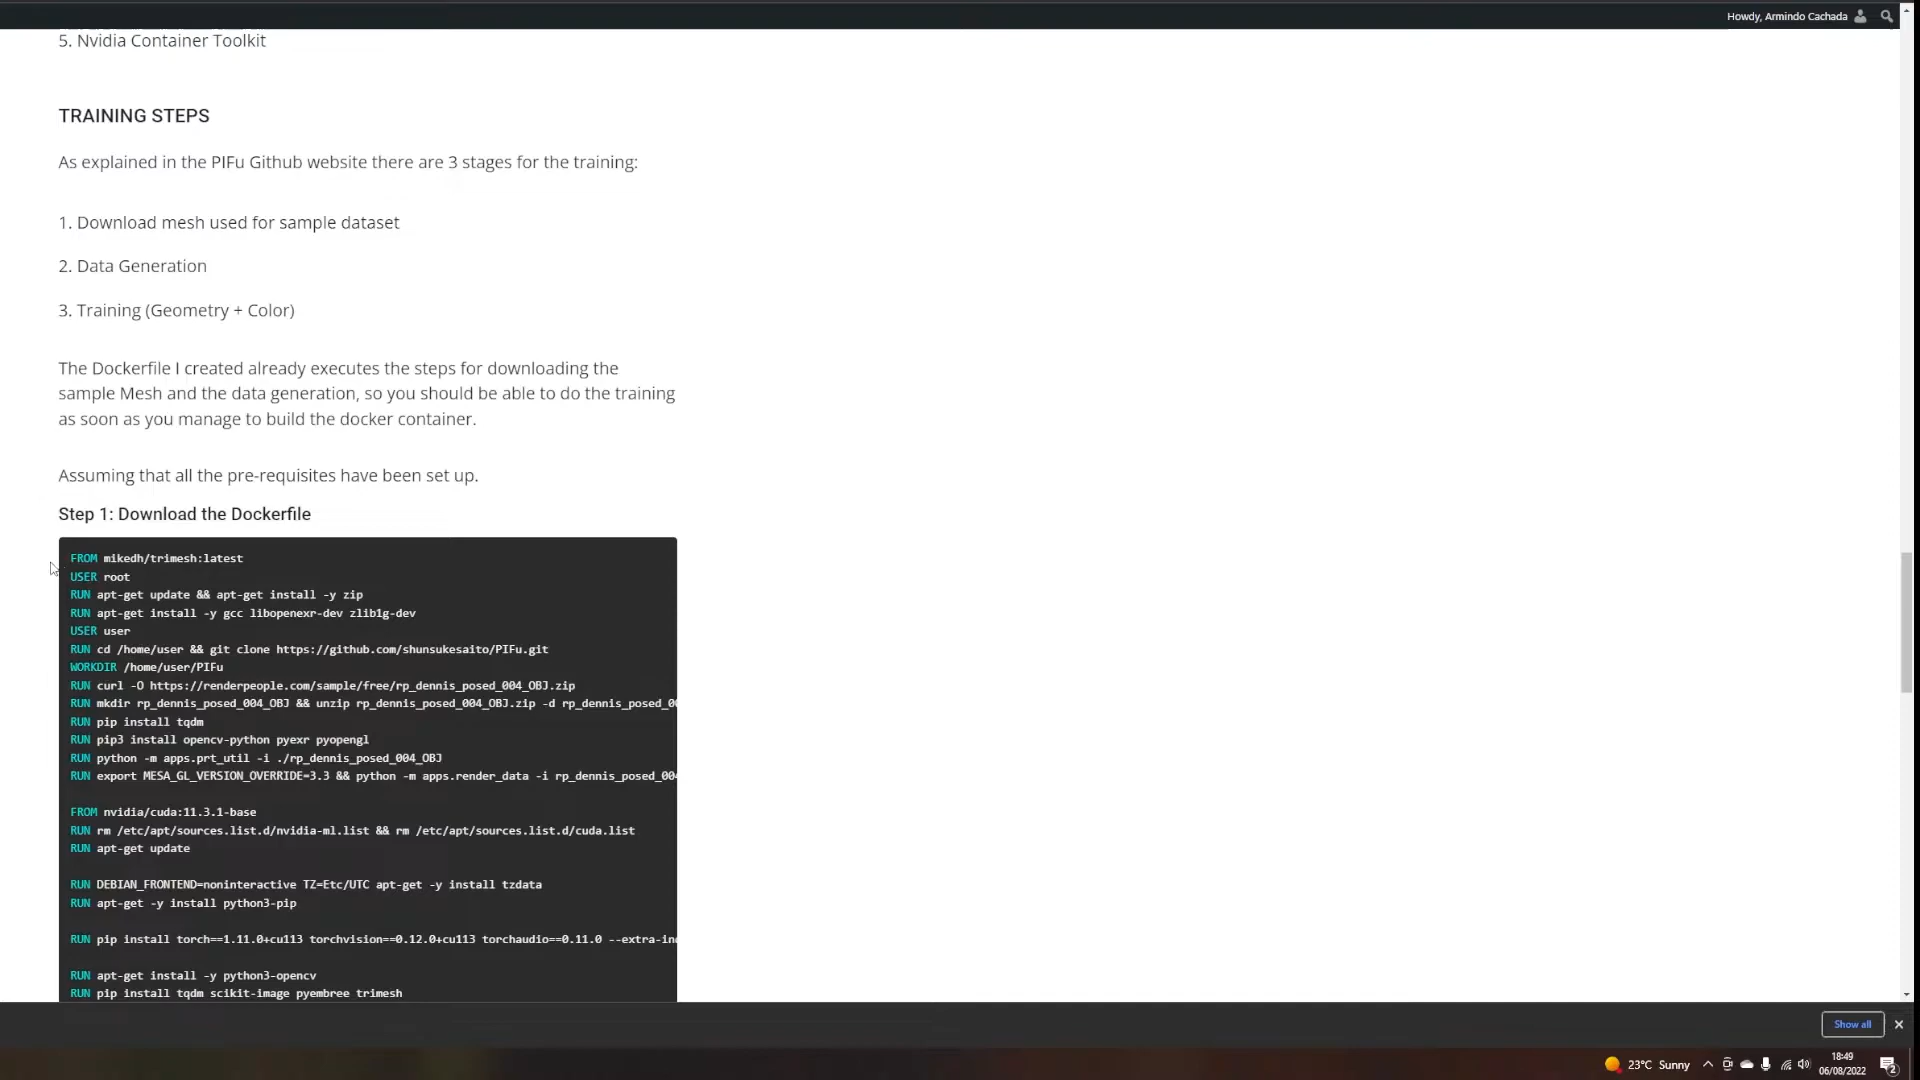 Howdy, Armindo Cachada
5. Nvidia Container Toolkit
TRAINING STEPS
As explained in the PIFu Github website there are 3 stages for the training:
1. Download mesh used for sample dataset
2. Data Generation
3. Training (Geometry + Color)
The Dockerfile I created already executes the steps for downloading the
sample Mesh and the data generation, so you should be able to do the training
as soon as you manage to build the docker container.
Assuming that all the pre-requisites have been set up.
Step 1: Download the Dockerfile
FROM mikedh/trimesh:latest
USER root
RUN apt-get update && apt-get install -y zip
RUN apt-get install -y gcc libopenexr-dev zlib1g-dev
USER user
RUN cd /home/user && git clone https://github.com/shunsukesaito/PIFu.git
WORKDIR /home/user/PIFu
RUN curl -O https://renderpeople.com/sample/free/rp_dennis_posed_004_OBJ.zip
RUN mkdir rp_dennis_posed_004_OBJ && unzip rp_dennis_posed_004_OBJ.zip -d rp_dennis_posed_00
RUN pip install tqdm
RUN pip3 install opencv-python pyexr pyopengl
RUN python -m apps.prt_util -i ./rp_dennis_posed_004_OBJ
RUN export MESA_GL_VERSION_OVERRIDE=3.3 && python -m apps.render_data -i rp_dennis_posed_004
FROM nvidia/cuda:11.3.1-base
RUN rm /etc/apt/sources.list.d/nvidia-ml.list && rm /etc/apt/sources.list.d/cuda.list
RUN apt-get update
RUN DEBIAN_FRONTEND=noninteractive TZ=Etc/UTC apt-get -y install tzdata
RUN apt-get -y install python3-pip
RUN pip install torch==1.11.0+cu113 torchvision==0.12.0+cu113 torchaudio==0.11.0 --extra-in
RUN apt-get install -y python3-opencv
RUN pip install tqdm scikit-image pyembree trimesh
Show all
23°C Sunny
18:49
06/08/2022
2